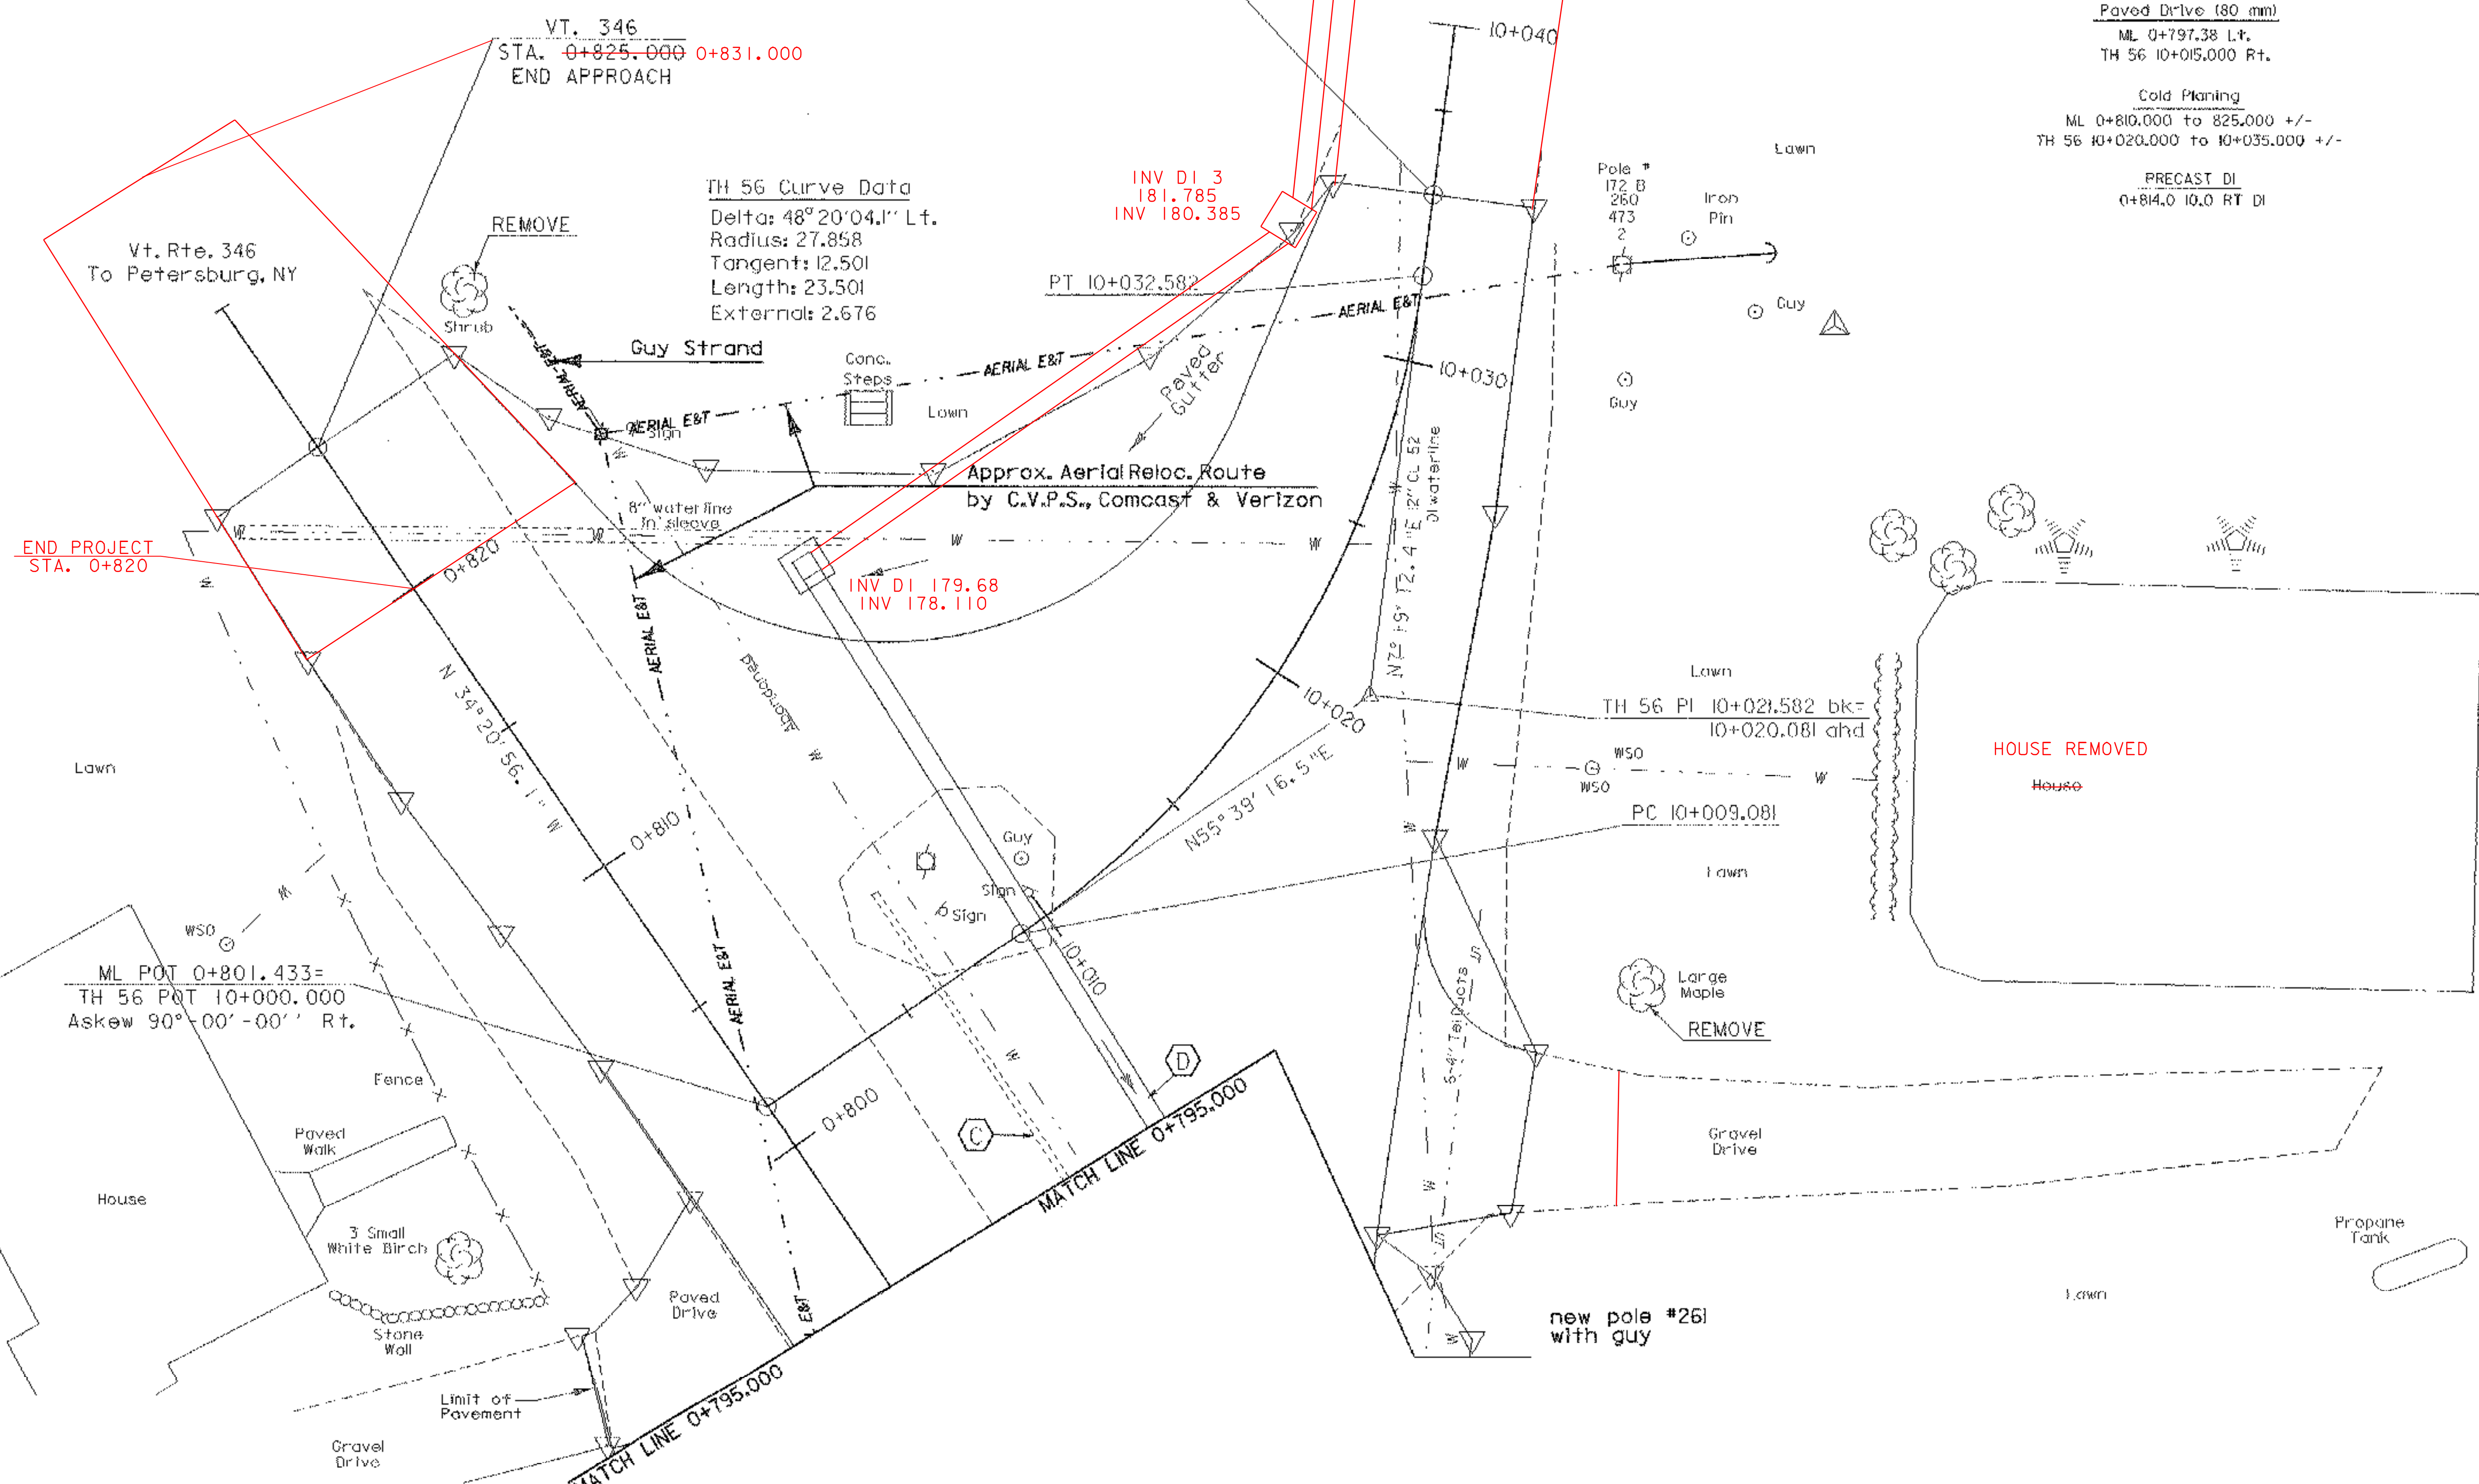 VT. 346
STA. 0+825.000 0+831.000
END APPROACH
10+040
Paved Drive (80 mm)
ML 0+797.38 Lt.
TH 56 10+015.000 Rt.
Cold Planing
ML 0+810.000 to 825.000 +/-
TH 56 10+020.000 to 10+035.000 +/-
PRECAST DI
0+814.0 10.0 RT DI
Lawn
Pole #
172 B
260
473
2
Iron
Pin
INV DI 3
181.785
INV 180.385
TH 56 Curve Data
Delta: 48° 20'04.1" Lt.
Radius: 27.858
Tangent: 12.501
Length: 23.501
External: 2.676
REMOVE
Shrub
Vt. Rte. 346
To Petersburg, NY
PT 10+032.582
AERIAL E&T
Guy
Guy Strand
AERIAL E&T
Conc.
Steps
AERIAL E&T
Paved
Gutter
10+030
Guy
AERIAL E&T
Sign
Lawn
W
Approx. Aerial Reloc. Route
by C.V.P.S., Comcast & Verizon
12" CL 52
DI waterline
8" waterline
in sleeve
W
W
W
W
W
END PROJECT
STA. 0+820
0+820
INV DI 179.68
INV 178.110
W
AERIAL E&T
N 34° 20' 56.1" W
Abandoned
W
10+020
Lawn
TH 56 PI 10+021.582 bk=
10+020.081 ahd
HOUSE REMOVED
House
WSO
WSO
W
W
Lawn
N55° 39' 16.5"E
PC 10+009.081
0+810
Guy
Sign
Sign
W
Lawn
W
WSO
10+010
AERIAL E&T
ML POT 0+801.433=
TH 56 POT 10+000.000
Askew 90°-00'-00'' Rt.
S
Large
Maple
REMOVE
W
D
Fence
0+800
C
Paved
Walk
MATCH LINE 0+795.000
Gravel
Drive
House
W
S
3 Small
White Birch
Propane
Tank
Paved
Drive
E&T
Lawn
new pole #261
with guy
W
Stone
Wall
Limit of
Pavement
MATCH LINE 0+795.000
Gravel
Drive